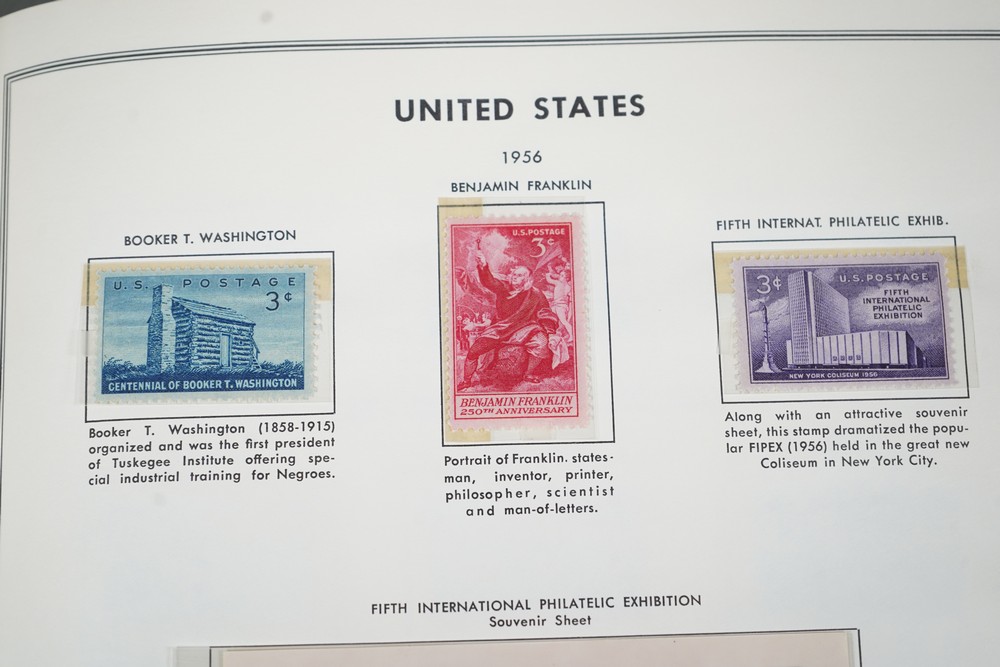 UNITED STATES
1956
BOOKER T. WASHINGTON
U.S. POSTAGE
3¢
CENTENNIAL OF BOOKER T. WASHINGTON
Booker T. Washington (1858-1915)
organized and was the first president
of Tuskegee Institute offering spe-
cial industrial training for Negroes.
BENJAMIN FRANKLIN
U.S. POSTAGE
3¢
BENJAMIN FRANKLIN
250TH ANNIVERSARY
Portrait of Franklin. states-
man, inventor, printer,
philosopher, scientist
and man-of-letters.
FIFTH INTERNAT. PHILATELIC EXHIB.
3¢ U.S. POSTAGE
FIFTH
INTERNATIONAL
PHILATELIC
EXHIBITION
NEW YORK COLISEUM 1956
Along with an attractive souvenir
sheet, this stamp dramatized the popu-
lar FIPEX (1956) held in the great new
Coliseum in New York City.
FIFTH INTERNATIONAL PHILATELIC EXHIBITION
Souvenir Sheet